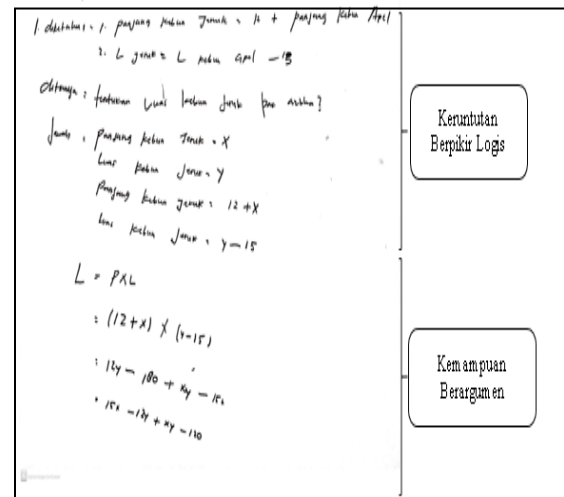 1. diketahui = 1. panjang kebun jeruk = 12 + panjang kebun Apel
2. L jeruk = L kebun apel - 15
ditanya = tentukan Luas kebun Jeruk pak
Jawab = panjang kebun Jeruk = X
Luas kebun Jeruk = Y
Panjang kebun jeruk = 12 + X
Luas kebun Jeruk = Y - 15
L = P X L
= (12 + x) X (y - 15)
= 12y - 180 + xy - 15x
= 15x - 12y + xy - 180
Keruntutan
Berpikir Logis
Kemampuan
Berargumen